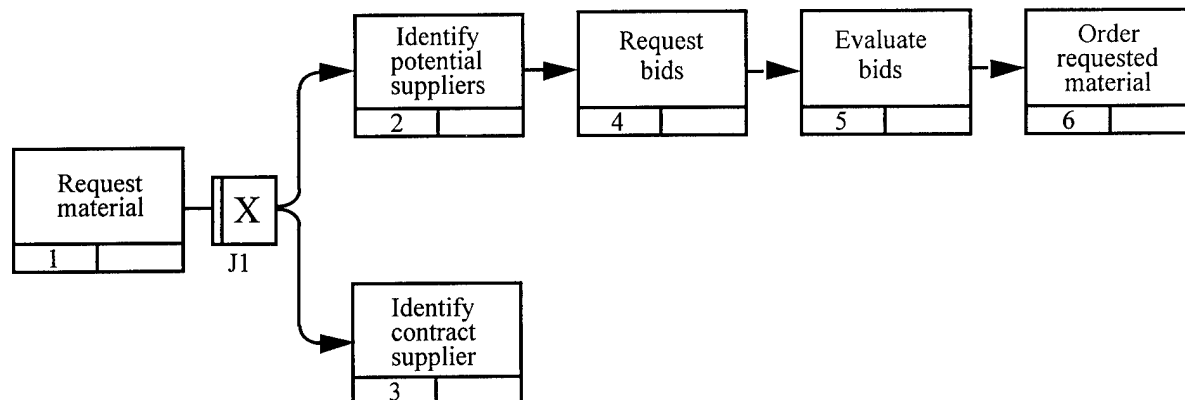 Identify
potential
suppliers
2
Request
bids
4
Evaluate
bids
5
Order
requested
material
6
Request
material
1
X
J1
Identify
contract
supplier
3